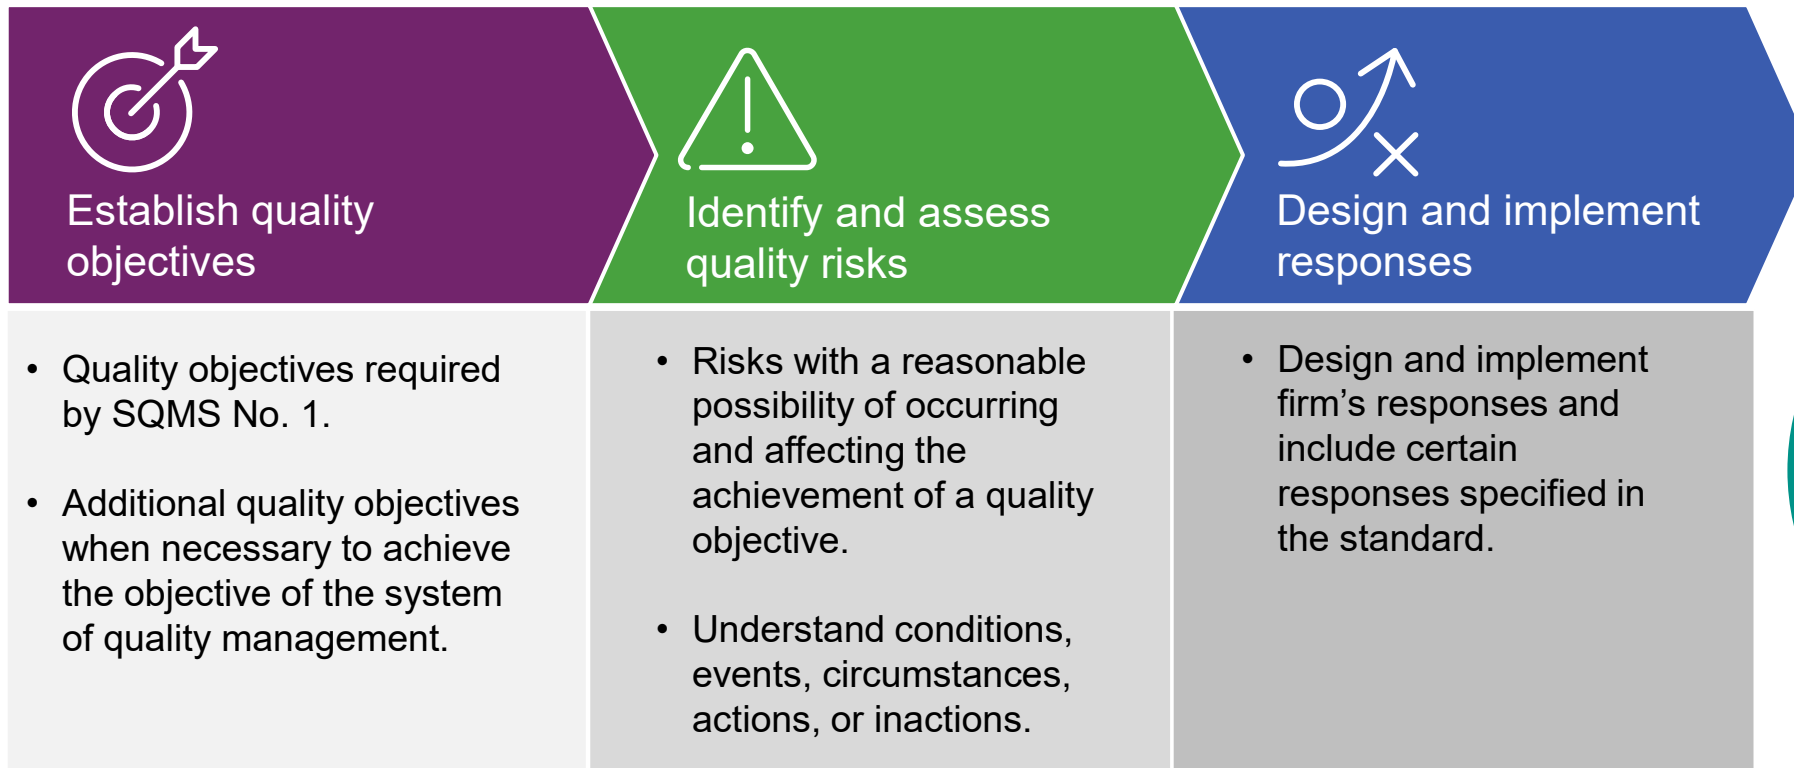 Establish quality
objectives
Identify and assess
quality risks
Design and implement
responses
• Quality objectives required
by SQMS No. 1.
• Additional quality objectives
when necessary to achieve
the objective of the system
of quality management.
• Risks with a reasonable
possibility of occurring
and affecting the
achievement of a quality
objective.
• Understand conditions,
events, circumstances,
actions, or inactions.
• Design and implement
firm’s responses and
include certain
responses specified in
the standard.